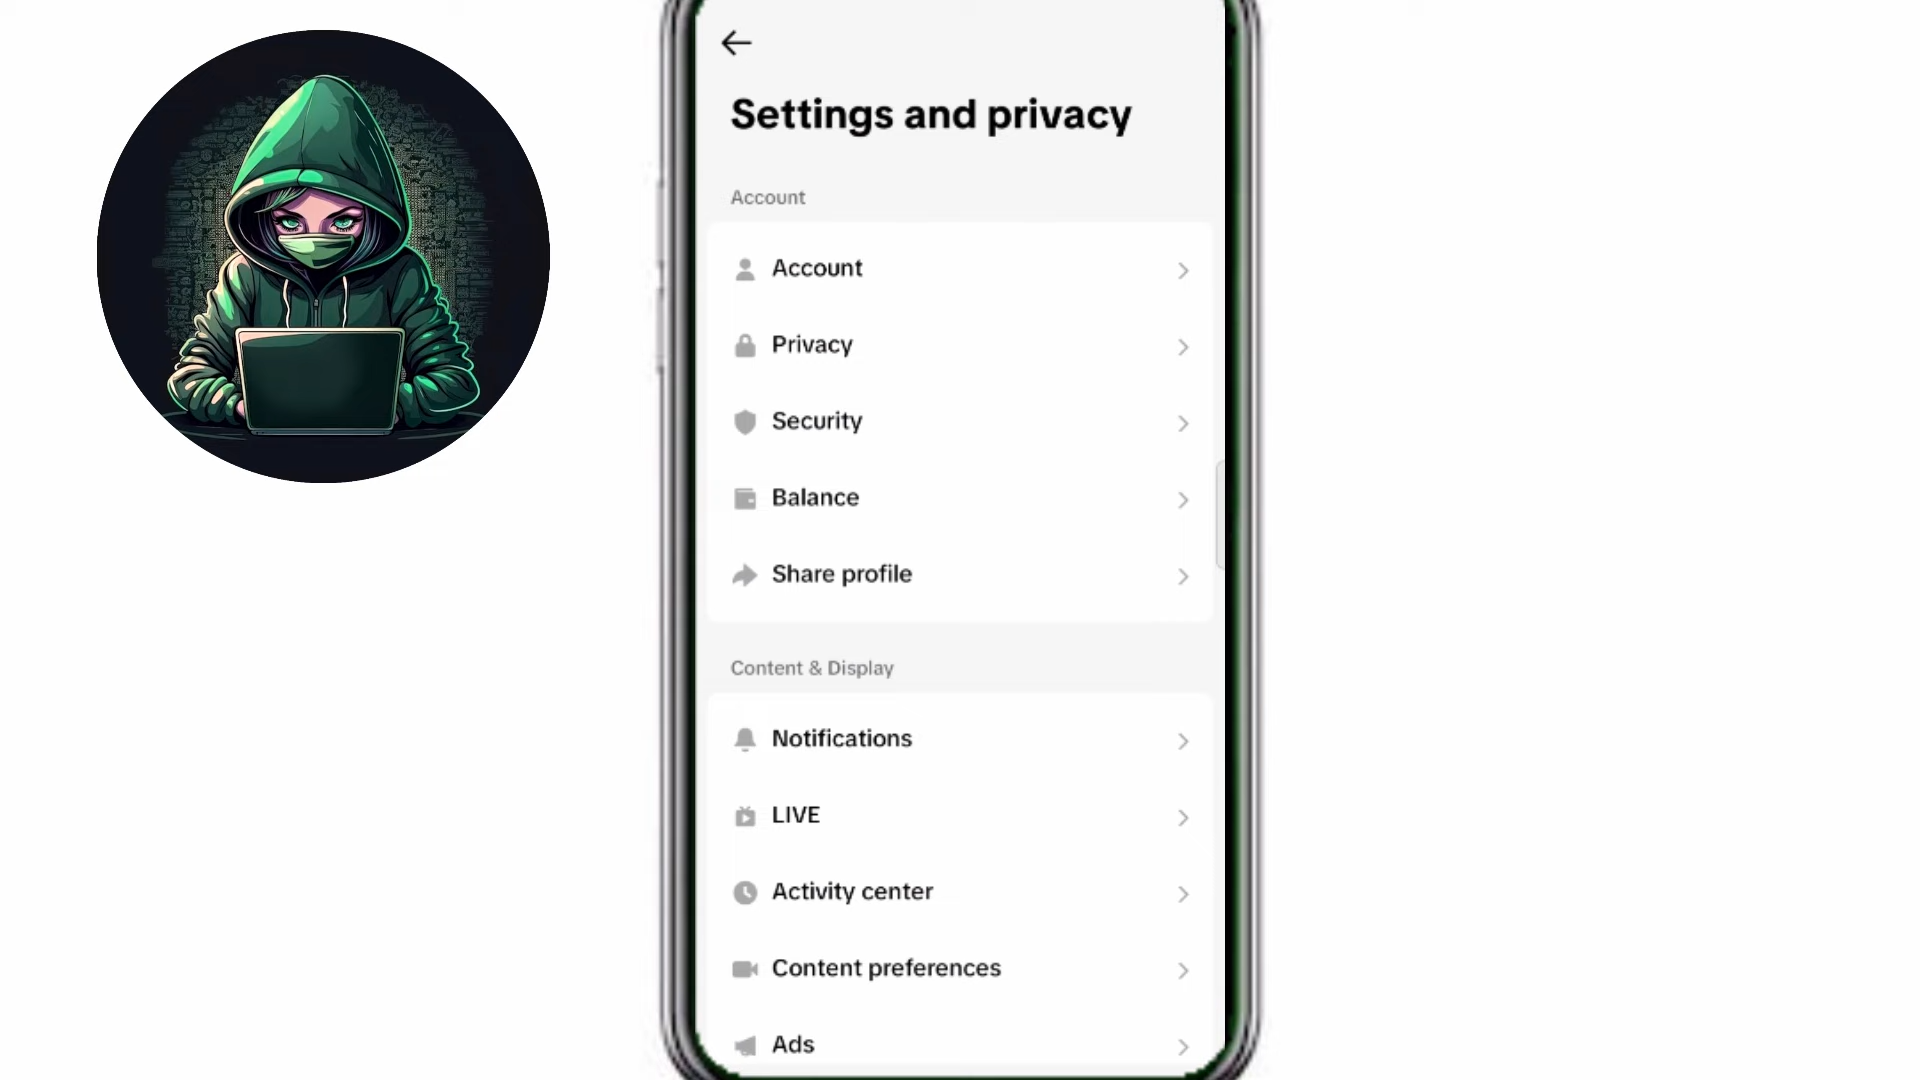 Settings and privacy
Account
Account
Privacy
Security
Balance
Share profile
Content & Display
Notifications
LIVE
Activity center
Content preferences
Ads